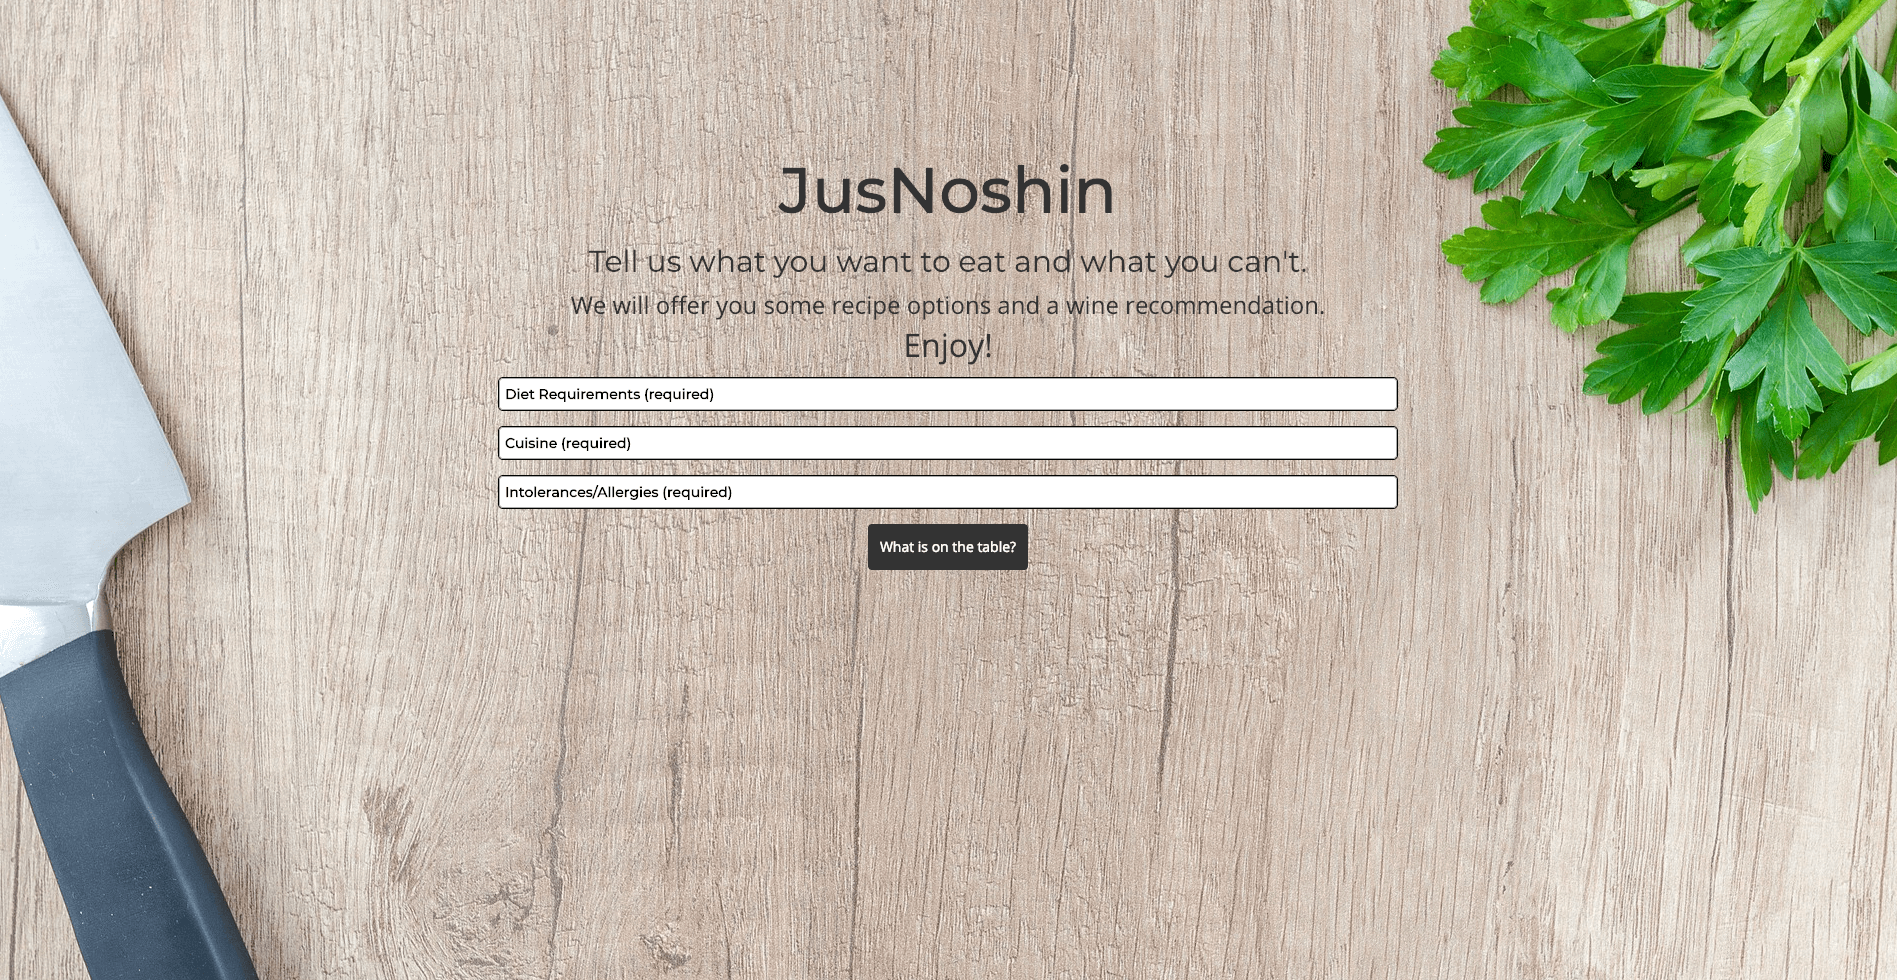 JusNoshin
Tell us what you want to eat and what you can't.
We will offer you some recipe options and a wine recommendation.
Enjoy!
Diet Requirements (required)
Cuisine (required)
Intolerances/Allergies (required)
What is on the table?